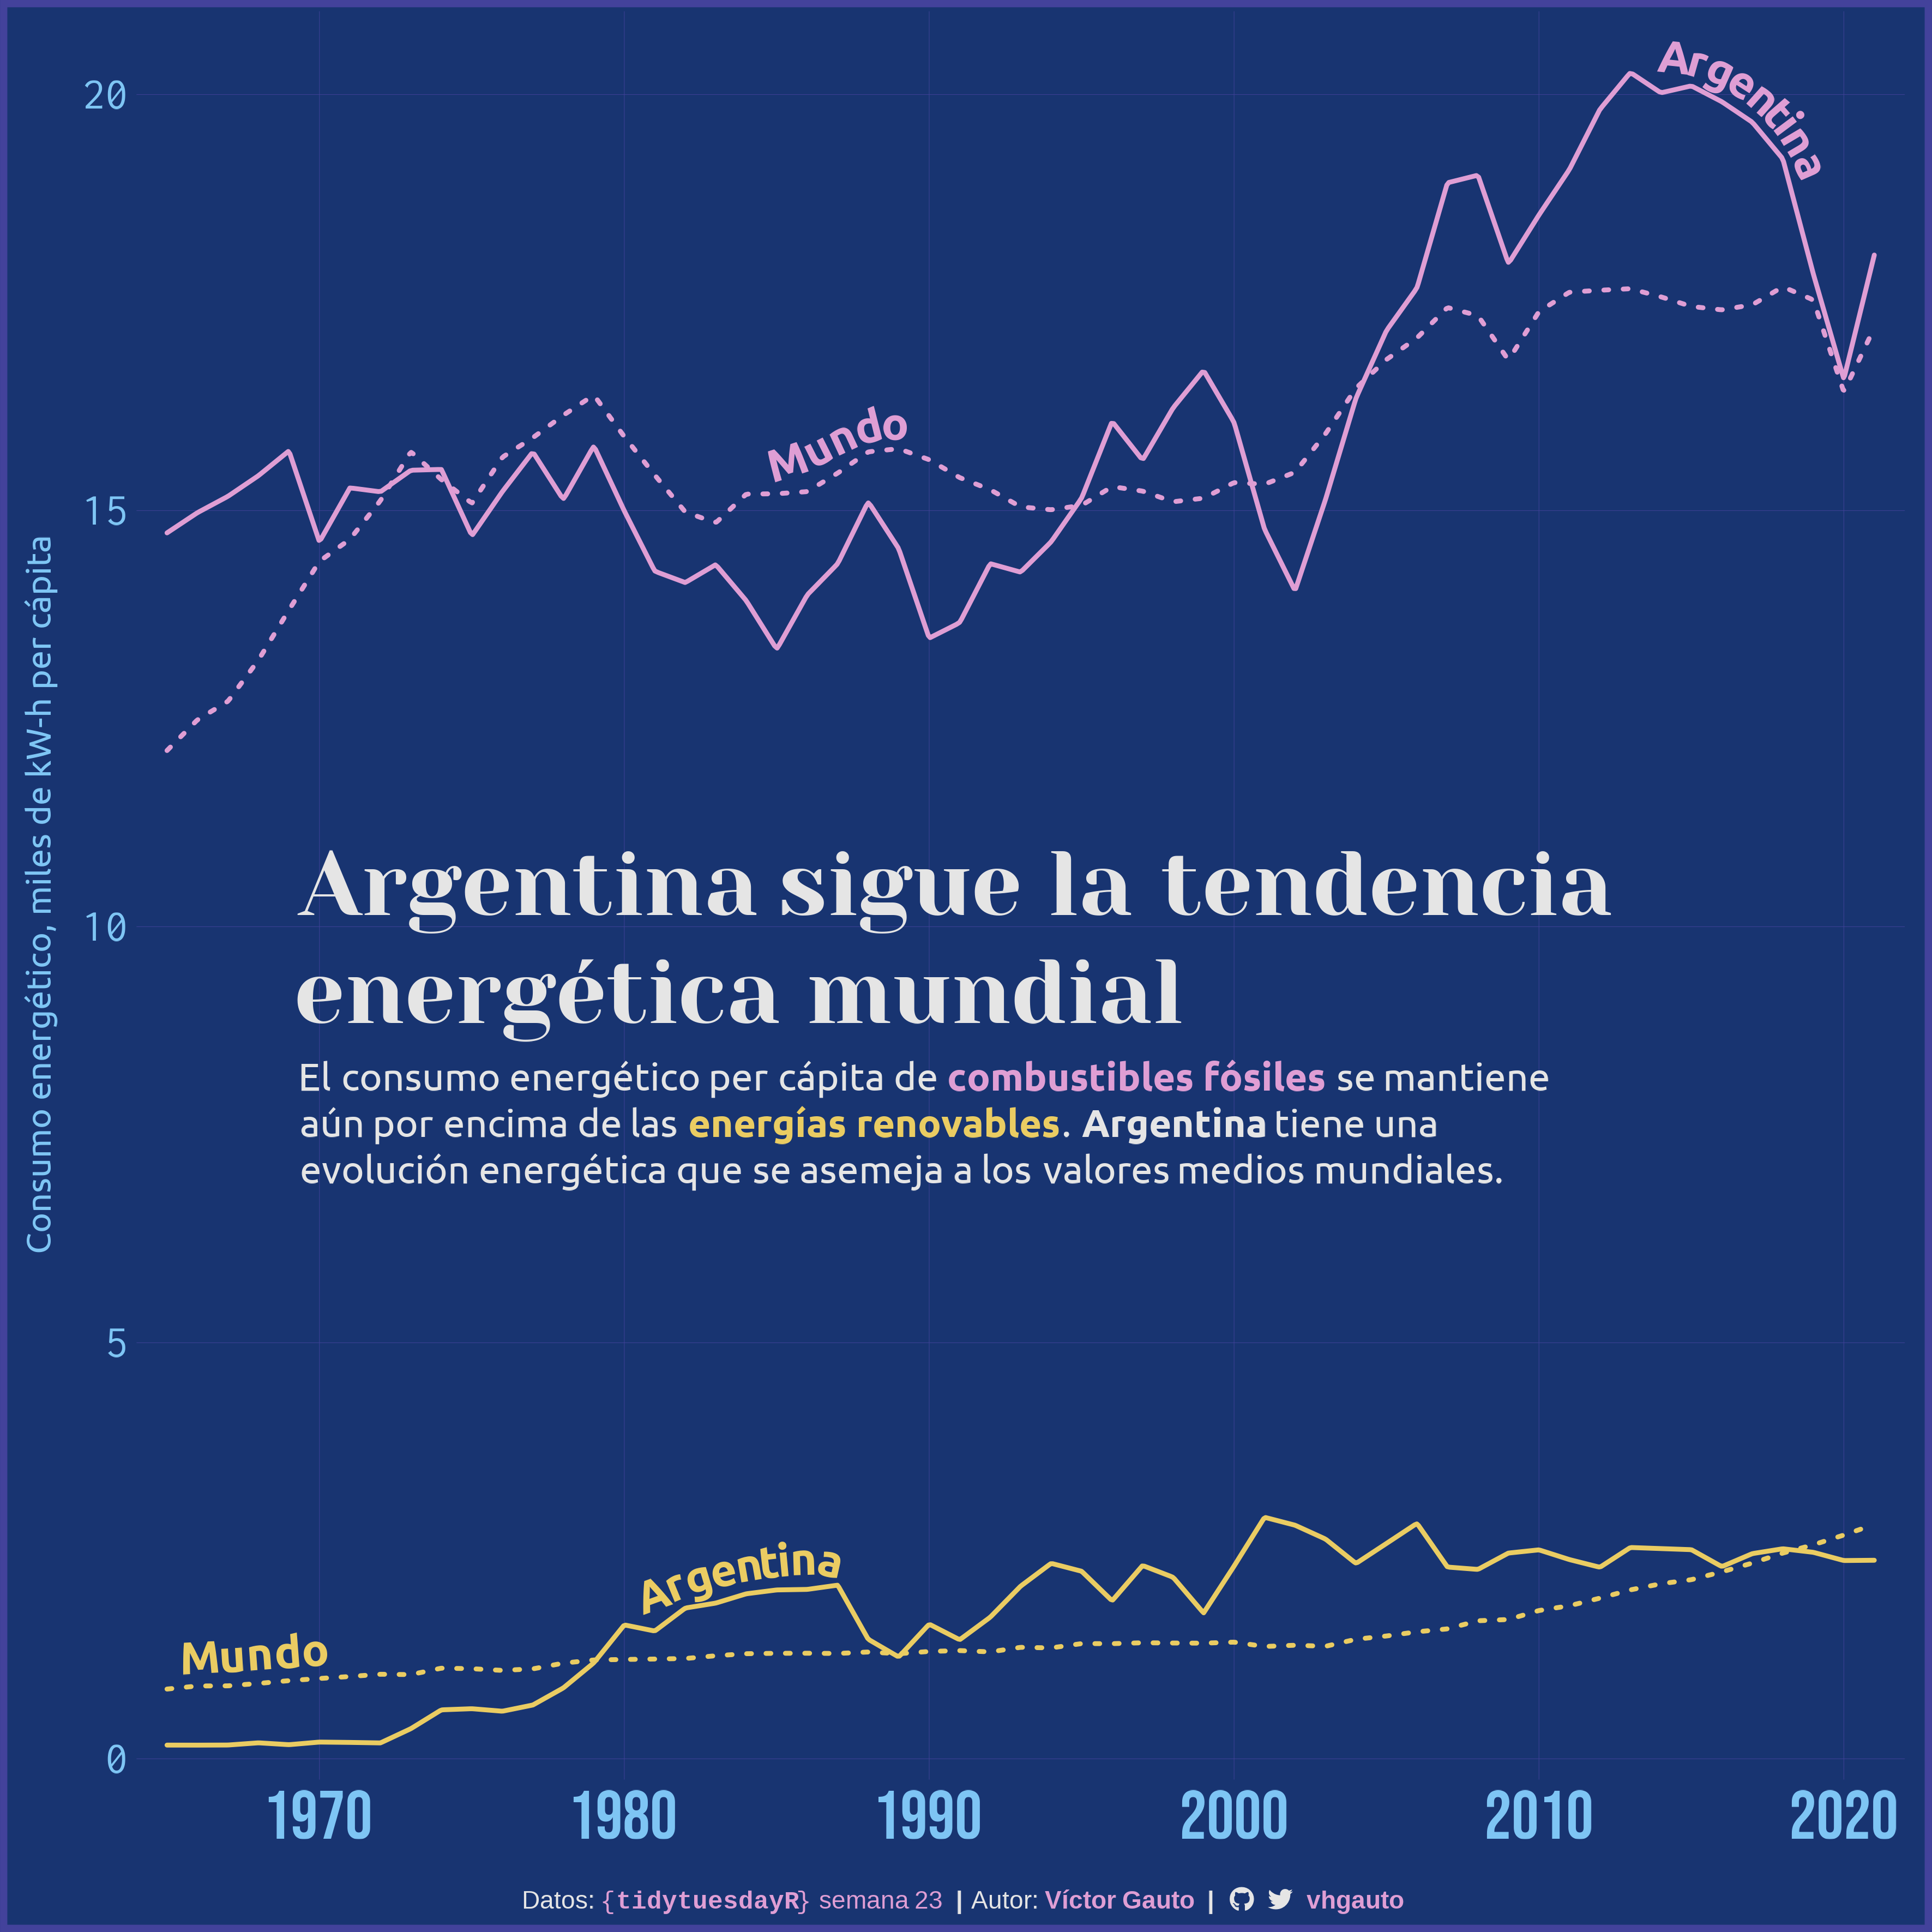 Argentina
20
Mundo
15
Consumo energético, miles de kW-h per cápita
Argentina sigue la tendencia
10
energética mundial
El consumo energético per cápita de combustibles fósiles se mantiene
aún por encima de las energías renovables. Argentina tiene una
evolución energética que se asemeja a los valores medios mundiales.
5
Argentina
Mundo
0
1970 1980 1990 2000 2010 2020
Datos: {tidytuesdayR} semana 23 | Autor: Víctor Gauto | vhgauto